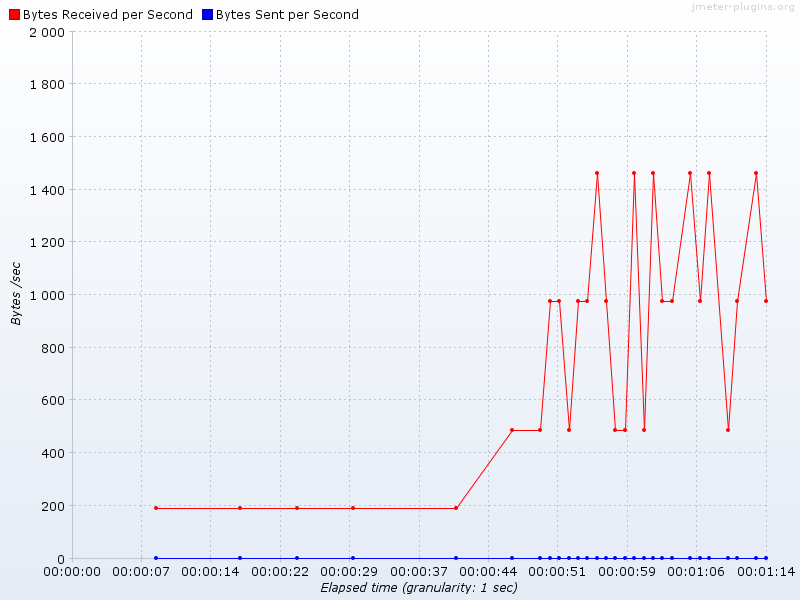 jmeter-plugins.org
Bytes Received per Second Bytes Sent per Second
2 000
1 800
1 600
1 400
1 200
1 000
800
600
400
200
0
Bytes /sec
00:00:00 00:00:07 00:00:14 00:00:22 00:00:29 00:00:37 00:00:44 00:00:51 00:00:59 00:01:06 00:01:14
Elapsed time (granularity: 1 sec)